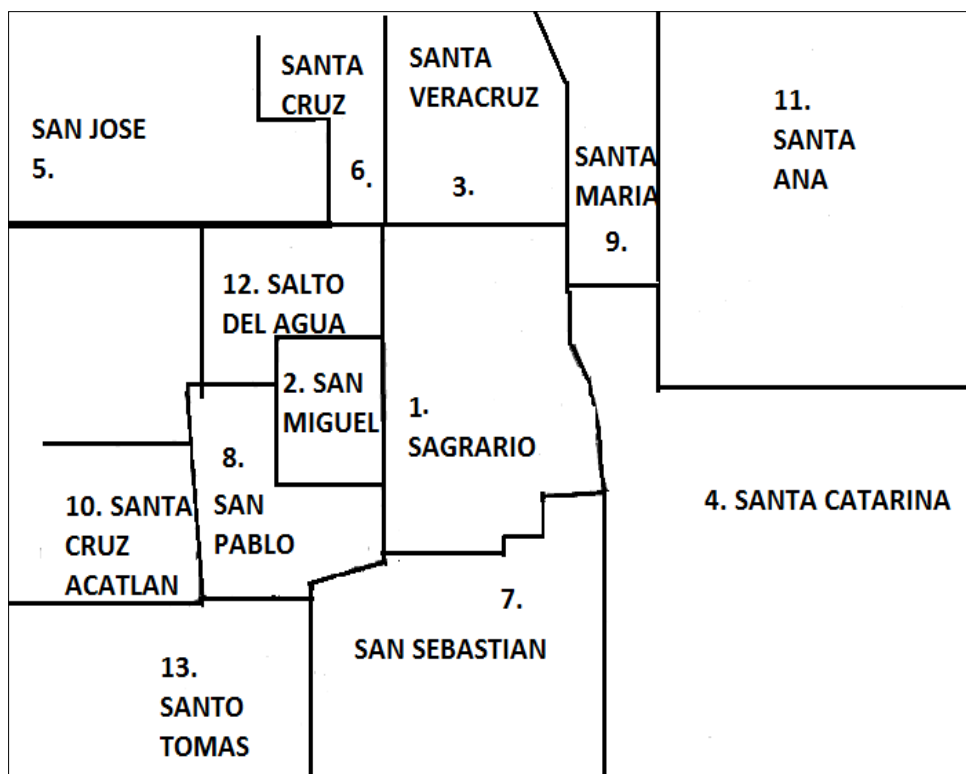 SAN JOSE
5.
SANTA
CRUZ
6.
SANTA
VERACRUZ
3.
SANTA
MARIA
9.
11.
SANTA
ANA
12. SALTO
DEL AGUA
2. SAN
MIGUEL
1.
SAGRARIO
8.
SAN
PABLO
10. SANTA
CRUZ
ACATLAN
4. SANTA CATARINA
7.
SAN SEBASTIAN
13.
SANTO
TOMAS